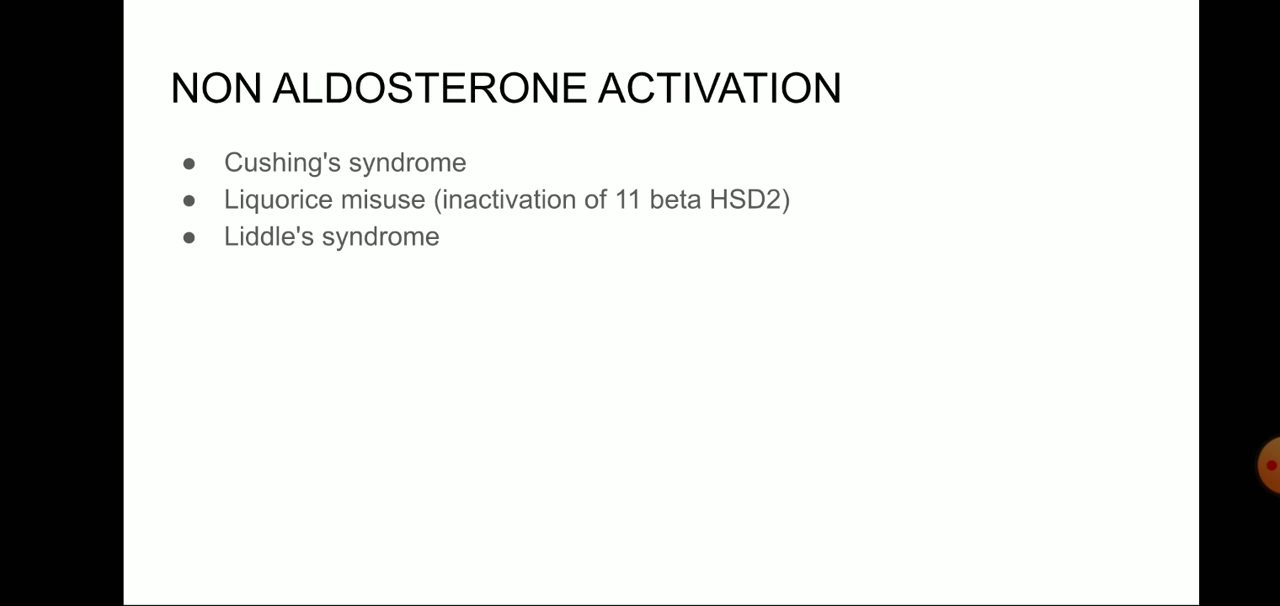 NON ALDOSTERONE ACTIVATION
● Cushing's syndrome
● Liquorice misuse (inactivation of 11 beta HSD2)
● Liddle's syndrome